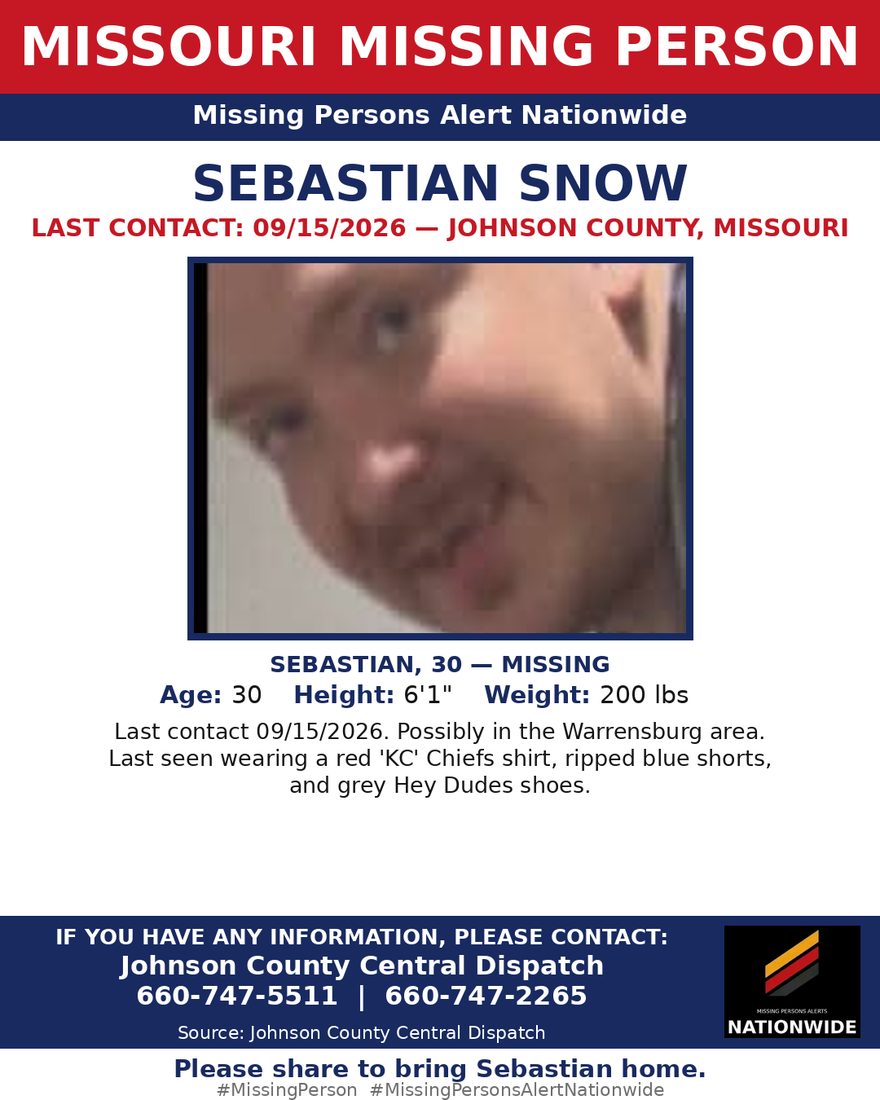 MISSOURI MISSING PERSON
Missing Persons Alert Nationwide
SEBASTIAN SNOW
LAST CONTACT: 09/15/2026 — JOHNSON COUNTY, MISSOURI
SEBASTIAN, 30 — MISSING
Age: 30 Height: 6'1" Weight: 200 lbs
Last contact 09/15/2026. Possibly in the Warrensburg area.
Last seen wearing a red 'KC' Chiefs shirt, ripped blue shorts,
and grey Hey Dudes shoes.
IF YOU HAVE ANY INFORMATION, PLEASE CONTACT:
Johnson County Central Dispatch
660-747-5511 | 660-747-2265
Source: Johnson County Central Dispatch
MISSING PERSONS ALERTS
NATIONWIDE
Please share to bring Sebastian home.
#MissingPerson #MissingPersonsAlertNationwide